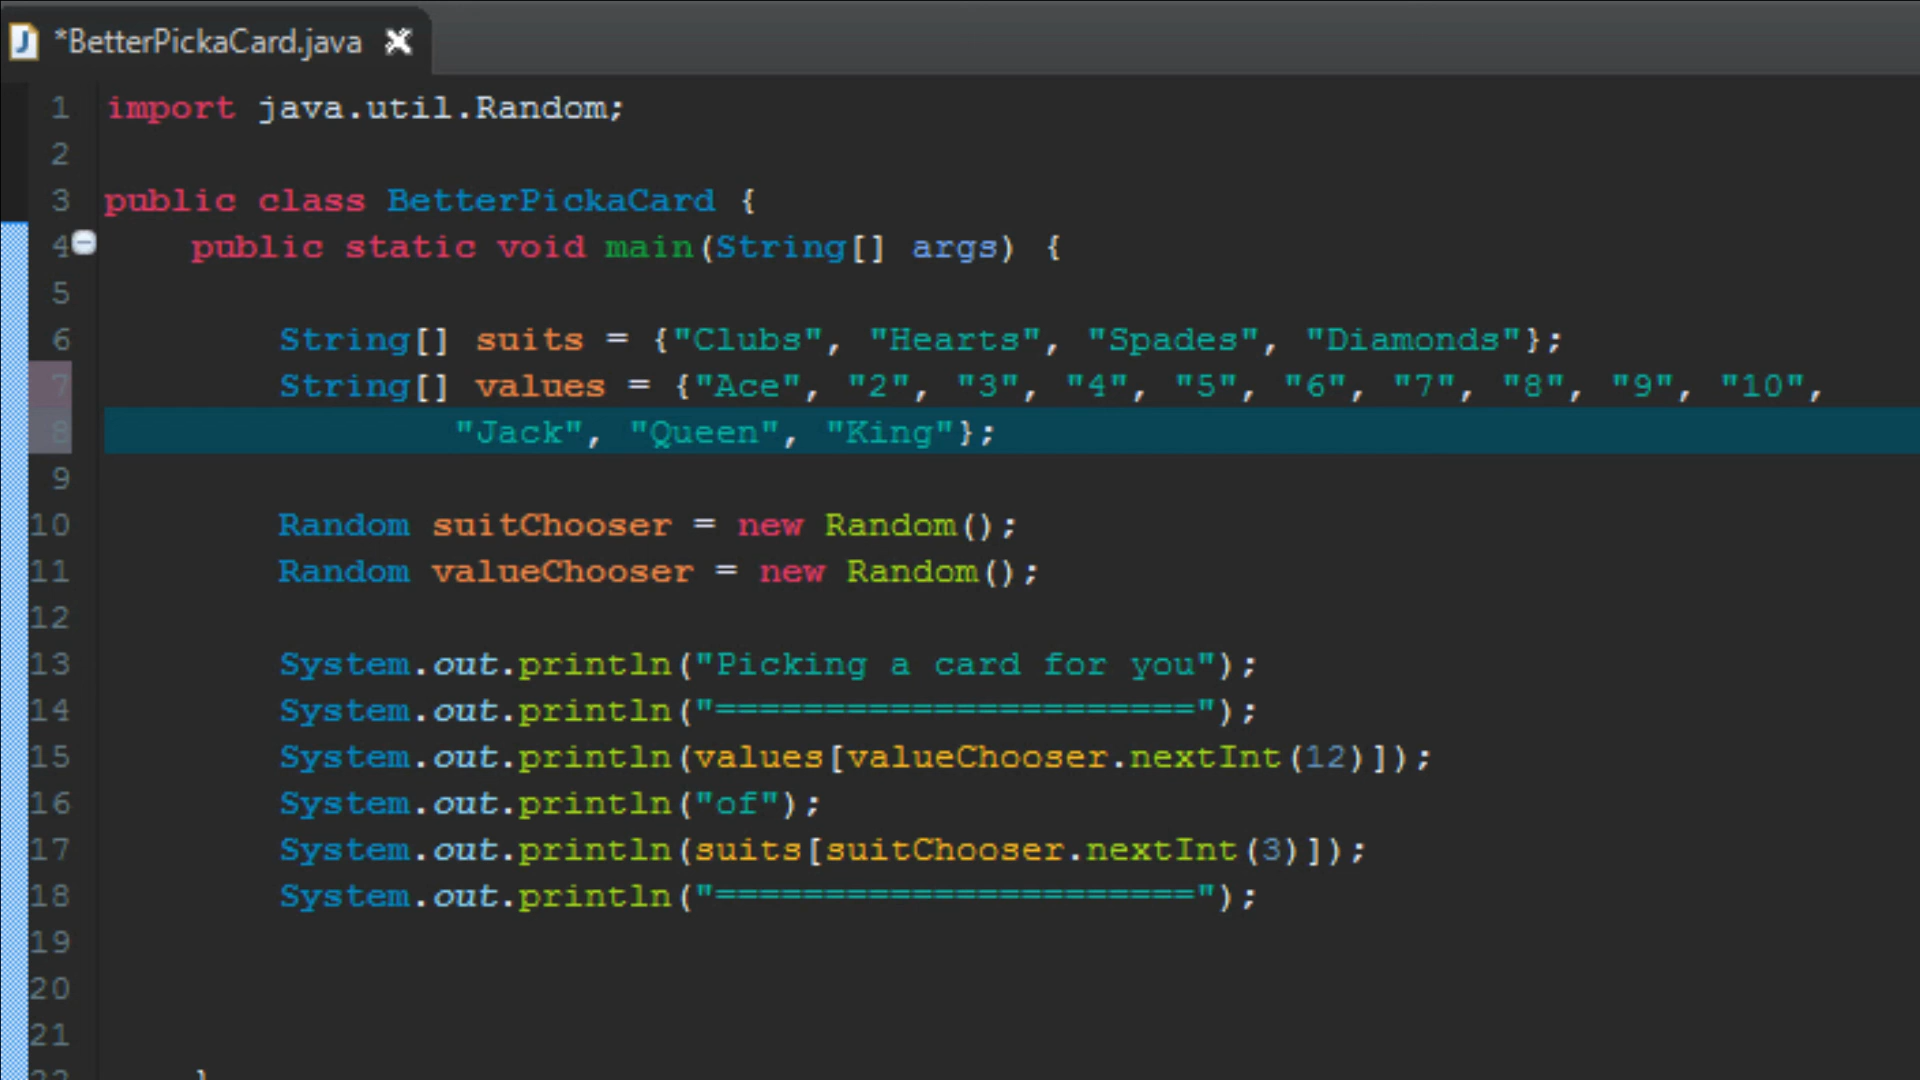 *BetterPickaCard.java
1 import java.util.Random;
2
3 public class BetterPickaCard {
4 public static void main(String[] args) {
5
6 String[] suits = {"Clubs", "Hearts", "Spades", "Diamonds"};
7 String[] values = {"Ace", "2", "3", "4", "5", "6", "7", "8", "9", "10",
8 "Jack", "Queen", "King"};
9
10 Random suitChooser = new Random();
11 Random valueChooser = new Random();
12
13 System.out.println("Picking a card for you");
14 System.out.println("======================");
15 System.out.println(values[valueChooser.nextInt(12)]);
16 System.out.println("of");
17 System.out.println(suits[suitChooser.nextInt(3)]);
18 System.out.println("======================");
19
20
21
22 }